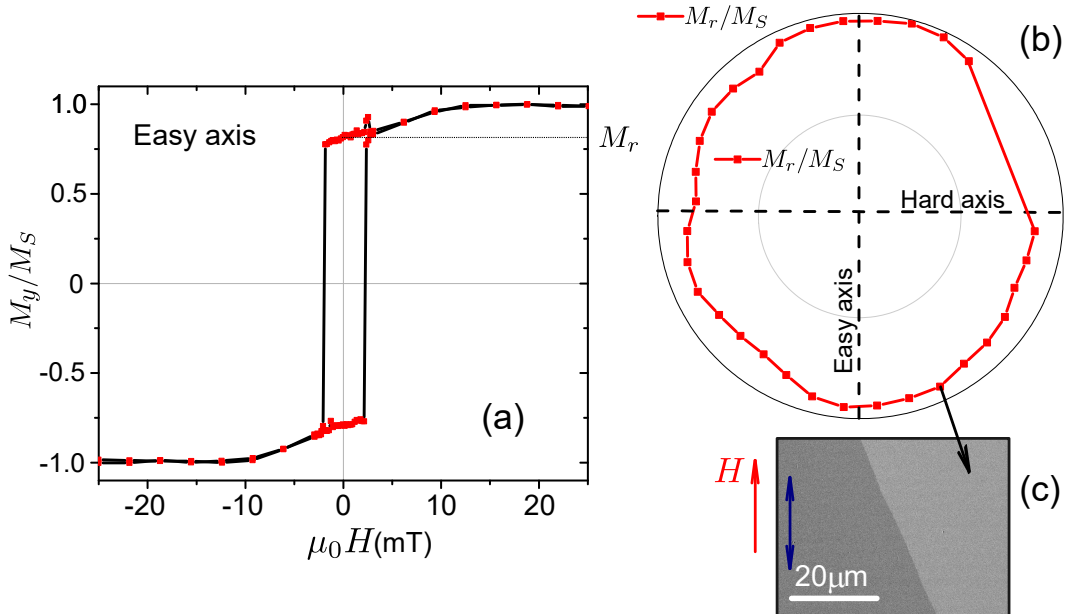 Easy axis
1.0
0.5
0
-0.5
-1.0
-20
-10
0
10
20
M_y/M_S
μ₀H(mT)
(a)
M_r
M_r/M_S
(b)
M_r/M_S
Hard axis
Easy axis
H
20μm
(c)